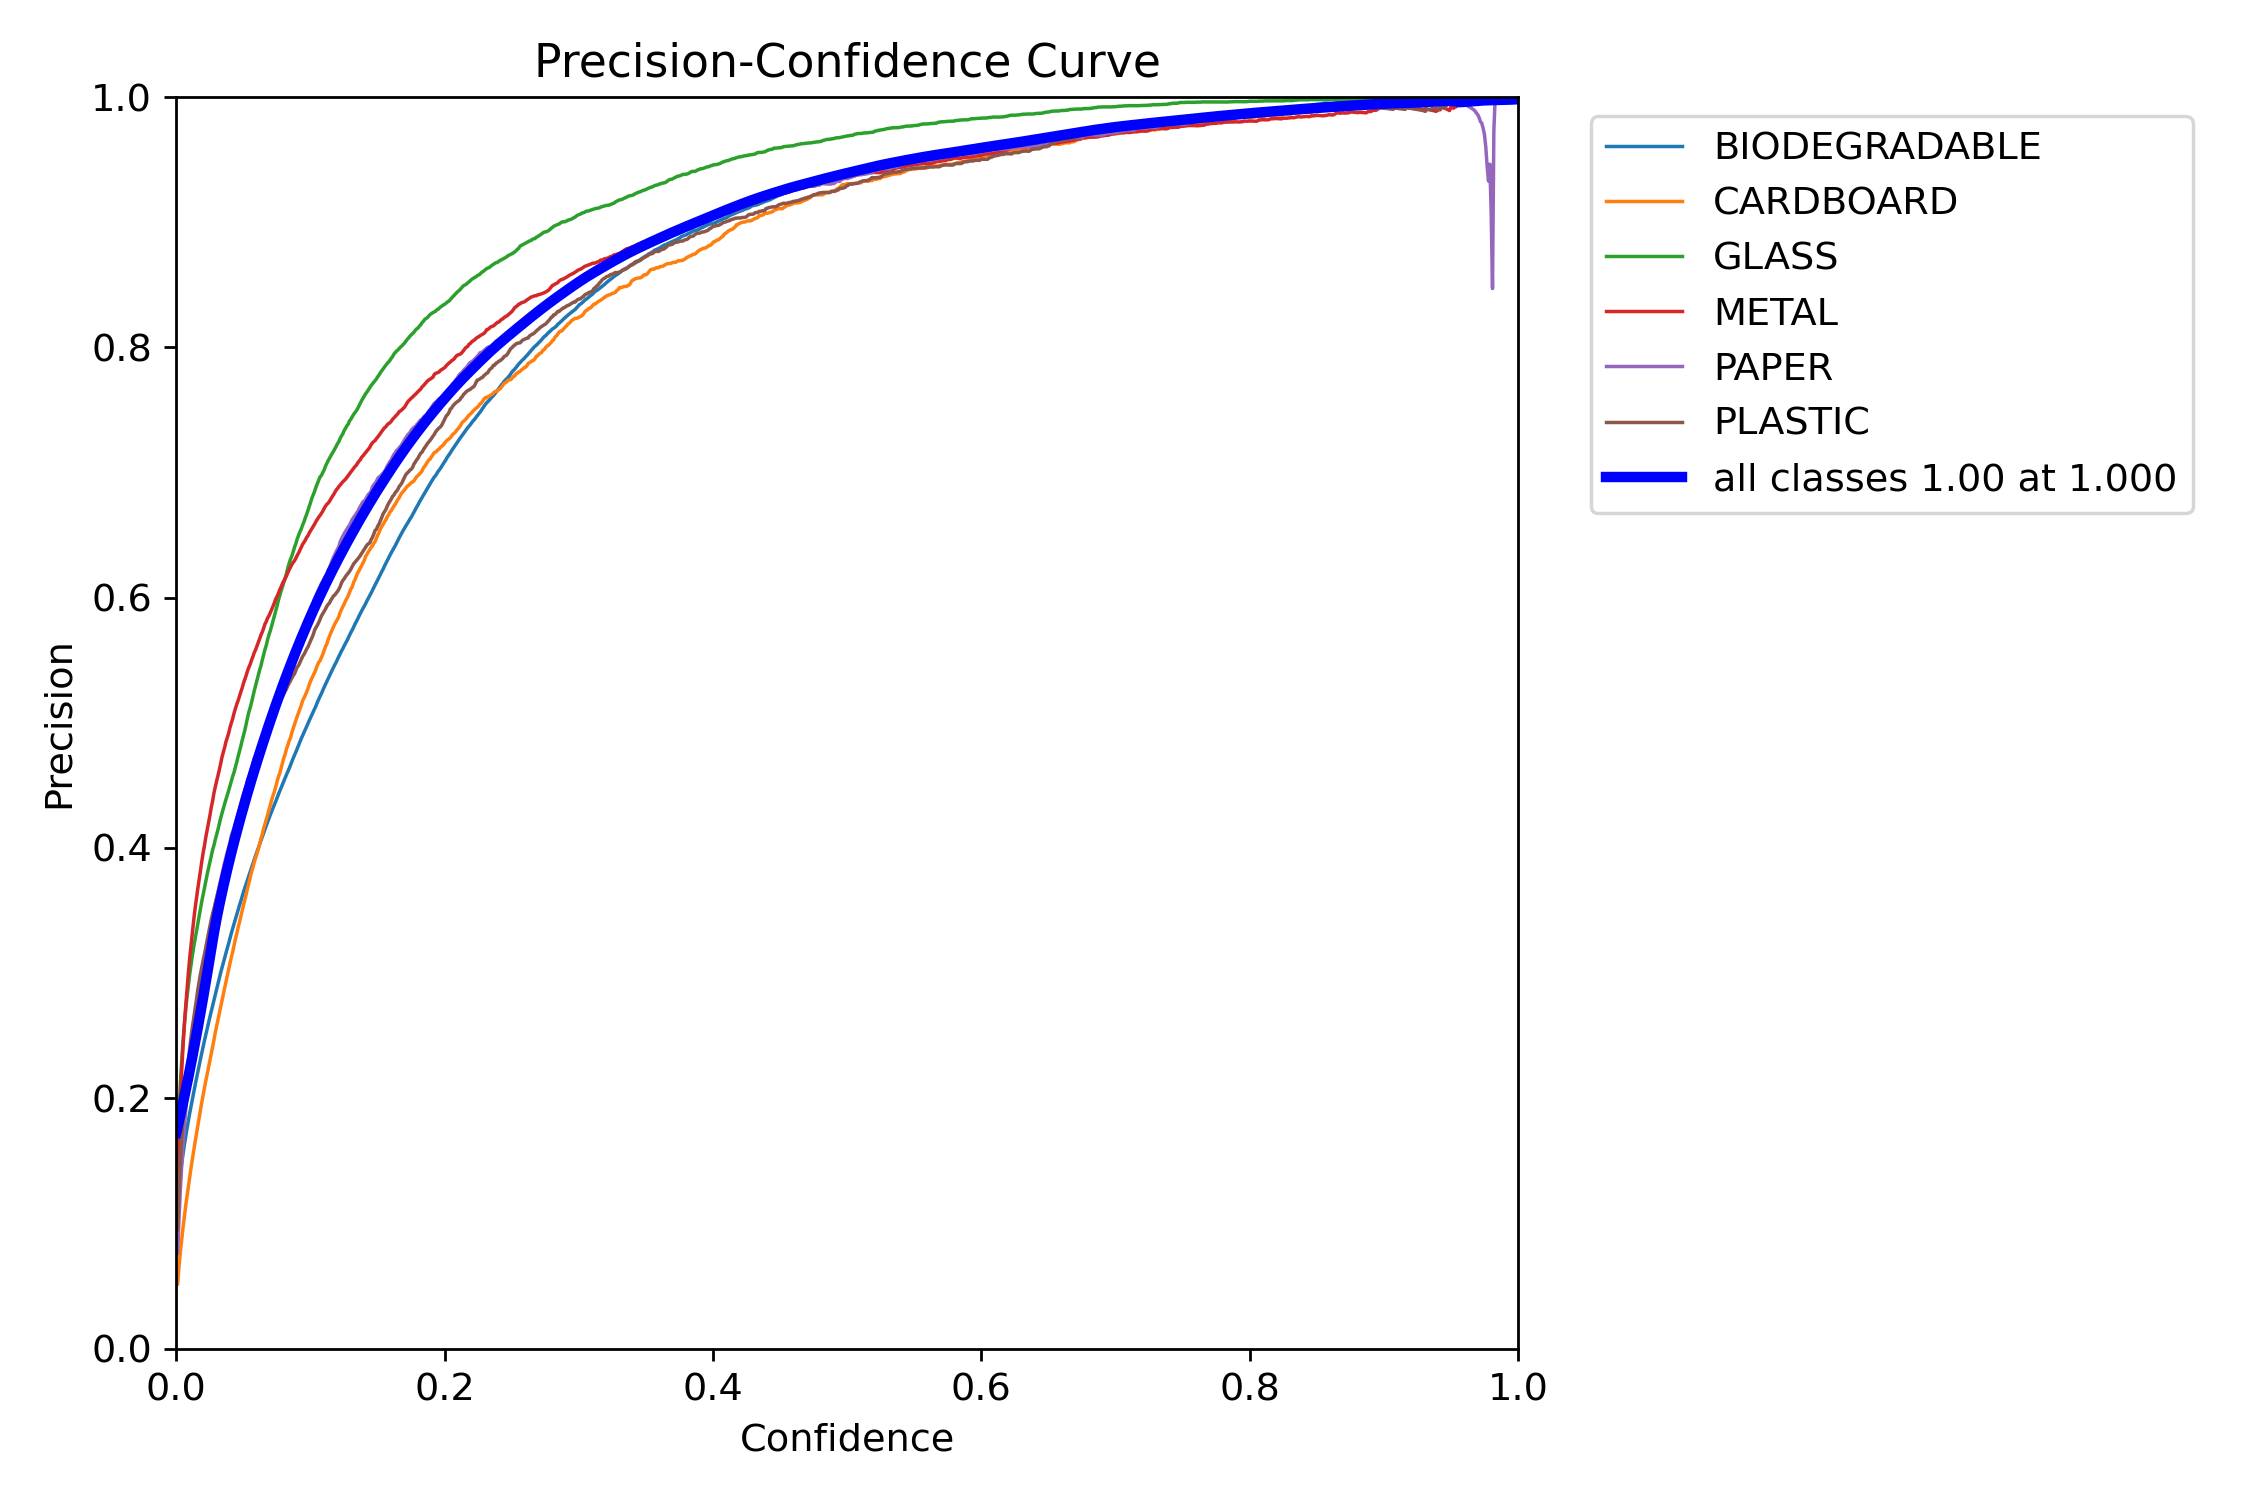 Precision-Confidence Curve
1.0
0.8
0.6
0.4
0.2
0.0
Precision
0.0 0.2 0.4 0.6 0.8 1.0
Confidence
BIODEGRADABLE
CARDBOARD
GLASS
METAL
PAPER
PLASTIC
all classes 1.00 at 1.000